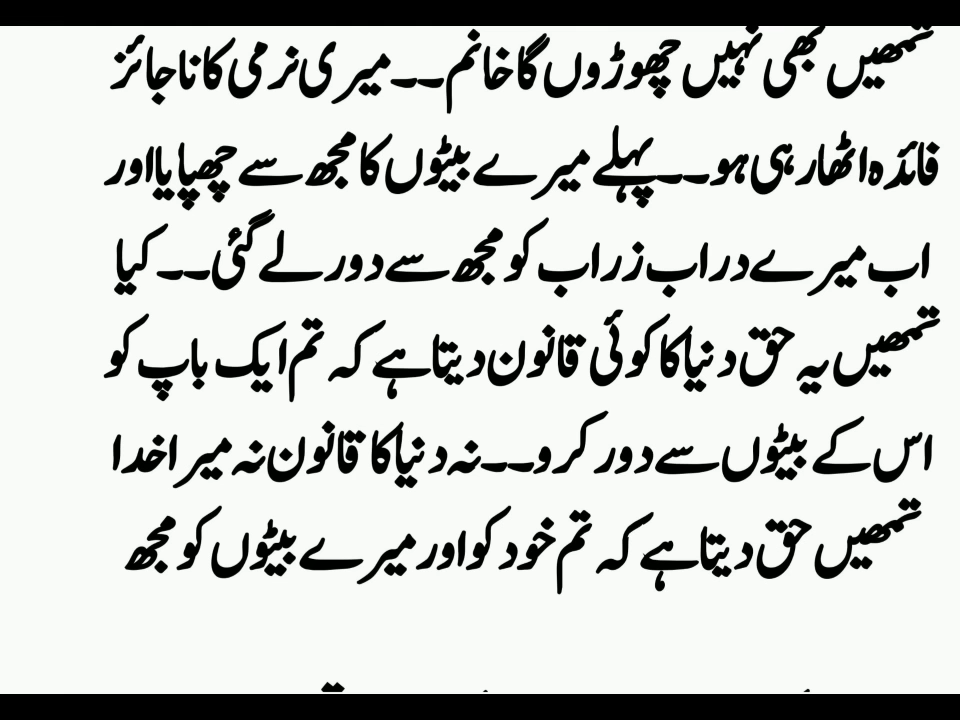 تمھیں بھی نہیں چھوڑوں گا خانم۔۔میری نرمی کا ناجائز
فائدہ اٹھا رہی ہو۔۔پہلے میرے بیٹوں کا مجھ سے چھپایا اور
اب میرے دراب زراب کو مجھ سے دور لے گئی۔۔کیا
تمھیں یہ حق دنیا کا کوئی قانون دیتا ہے کہ تم ایک باپ کو
اس کے بیٹوں سے دور کرو۔۔نہ دنیا کا قانون نہ میرا خدا
تمھیں حق دیتا ہے کہ تم خود کو اور میرے بیٹوں کو مجھ